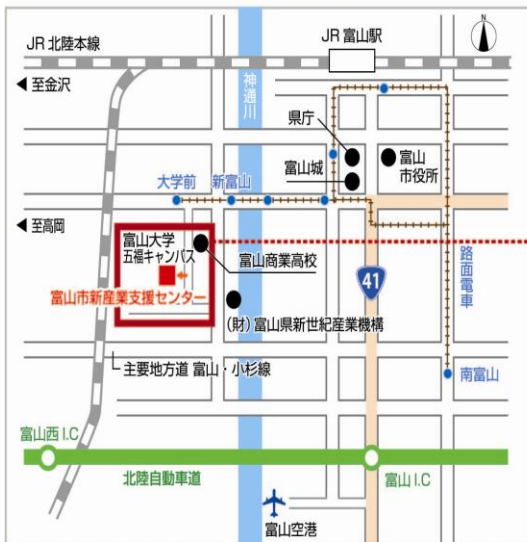 JR 富山駅
N
JR 北陸本線
◀ 至金沢
神通川
県庁
富山城
富山
市役所
大学前
新富山
◀ 至高岡
富山大学
五福キャンパス
富山商業高校
富山市新産業支援センター
41
路面電車
(財)富山県新世紀産業機構
主要地方道 富山・小杉線
南富山
富山西 I.C
北陸自動車道
富山 I.C
富山空港